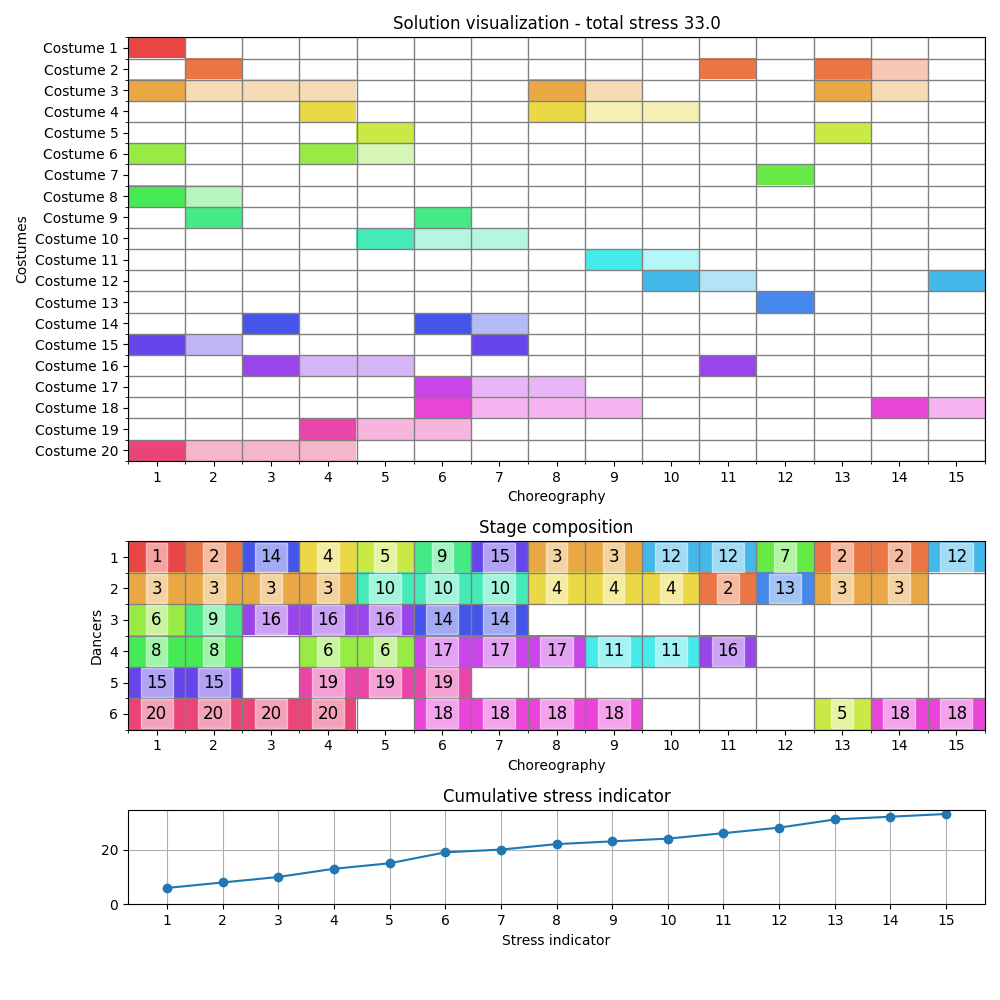 Solution visualization - total stress 33.0
Costumes
Costume 1
Costume 2
Costume 3
Costume 4
Costume 5
Costume 6
Costume 7
Costume 8
Costume 9
Costume 10
Costume 11
Costume 12
Costume 13
Costume 14
Costume 15
Costume 16
Costume 17
Costume 18
Costume 19
Costume 20
1 2 3 4 5 6 7 8 9 10 11 12 13 14 15
Choreography
Stage composition
Dancers
1 1 2 14 4 5 9 15 3 3 12 12 7 2 2 12
2 3 3 3 3 10 10 10 4 4 4 2 13 3 3
3 6 9 16 16 16 14 14
4 8 8 6 6 17 17 17 11 11 16
5 15 15 19 19 19
6 20 20 20 20 18 18 18 18 5 18 18
1 2 3 4 5 6 7 8 9 10 11 12 13 14 15
Choreography
Cumulative stress indicator
20
0
1 2 3 4 5 6 7 8 9 10 11 12 13 14 15
Stress indicator